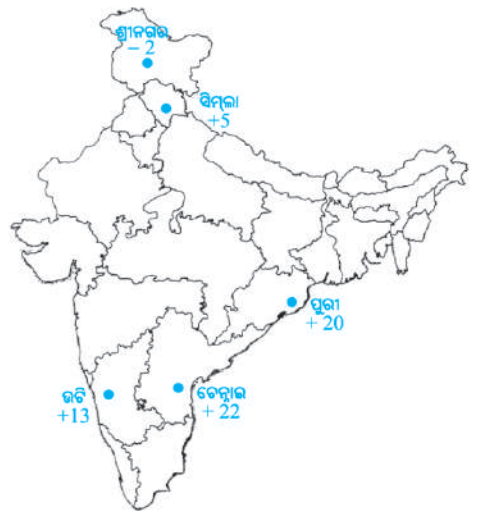 ଶ୍ରୀନଗର
– 2
ସିମ୍‌ଲା
+5
ପୁରୀ
+ 20
ଉଟି
+13
ଚେନ୍ନାଇ
+ 22